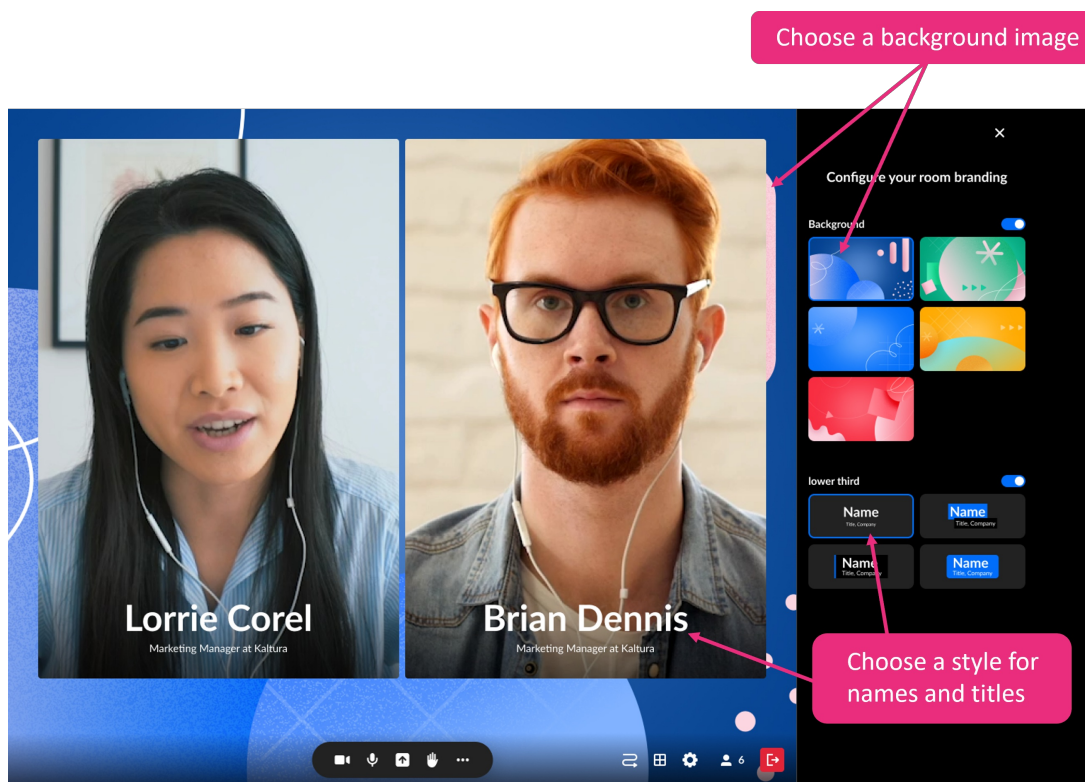 Choose a background image
Configure your room branding
Background
lower third
Name
Title, Company
Name
Title, Company
Name
Title, Company
Name
Title, Company
Lorrie Corel
Marketing Manager at Kaltura
Brian Dennis
Marketing Manager at Kaltura
Choose a style for
names and titles
6